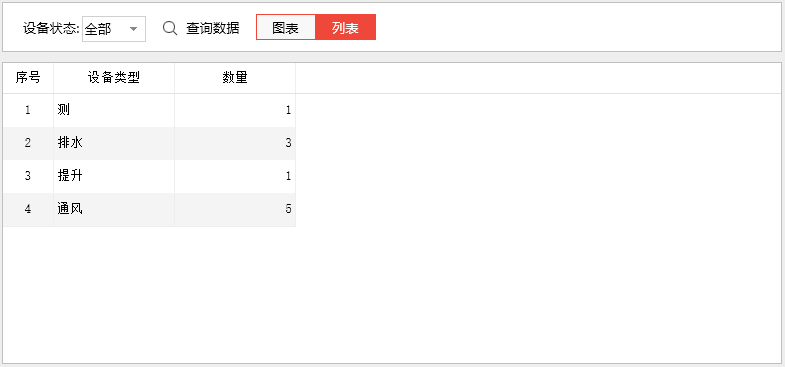 设备状态: 全部 查询数据 图表 列表
序号 设备类型 数量
1 测 1
2 排水 3
3 提升 1
4 通风 5